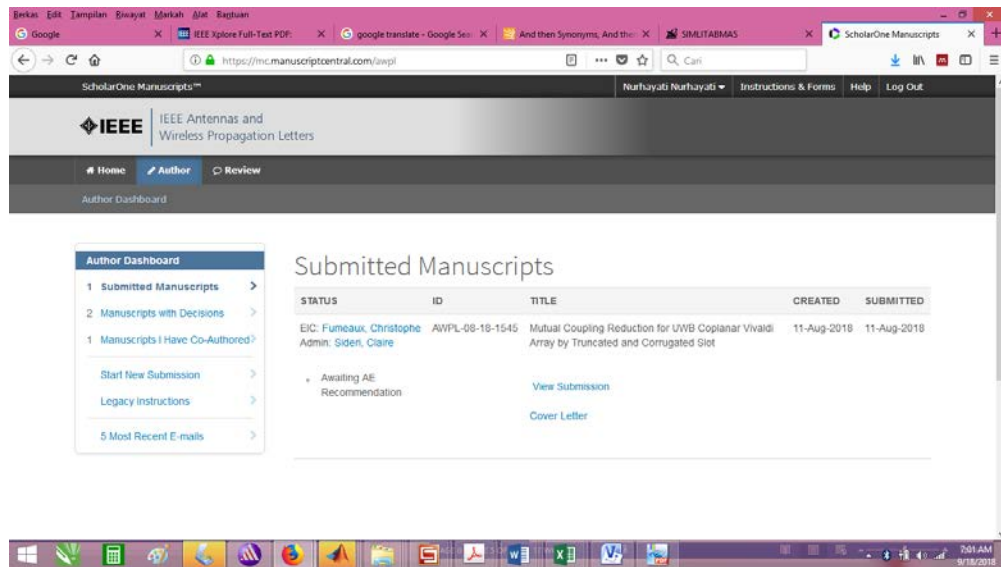 Berkas Edit Tampilan Riwayat Markah Alat Bantuan
Google
IEEE Xplore Full-Text PDF:
google translate - Google Sea
And then Synonyms, And the
SIMLITABMAS
ScholarOne Manuscripts
https://mc.manuscriptcentral.com/awpl
Cari
ScholarOne Manuscripts™
Nurhayati Nurhayati
Instructions & Forms
Help
Log Out
IEEE
IEEE Antennas and
Wireless Propagation Letters
Home
Author
Review
Author Dashboard
Author Dashboard
1 Submitted Manuscripts
2 Manuscripts with Decisions
1 Manuscripts I Have Co-Authored
Start New Submission
Legacy Instructions
5 Most Recent E-mails
Submitted Manuscripts
STATUS ID TITLE CREATED SUBMITTED
EIC: Fumeaux, Christophe AWPL-08-18-1545 Mutual Coupling Reduction for UWB Coplanar Vivaldi 11-Aug-2018 11-Aug-2018
Admin: Siden, Claire Array by Truncated and Corrugated Slot
Awaiting AE
Recommendation
View Submission
Cover Letter
7:01 AM
9/18/2018